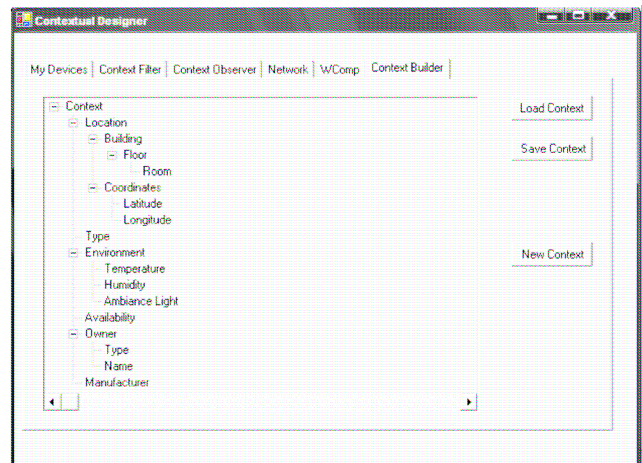 Contextual Designer
My Devices Context Filter Context Observer Network WComp Context Builder
Context
Location
Building
Floor
Room
Coordinates
Latitude
Longitude
Type
Environment
Temperature
Humidity
Ambiance Light
Availability
Owner
Type
Name
Manufacturer
Load Context
Save Context
New Context